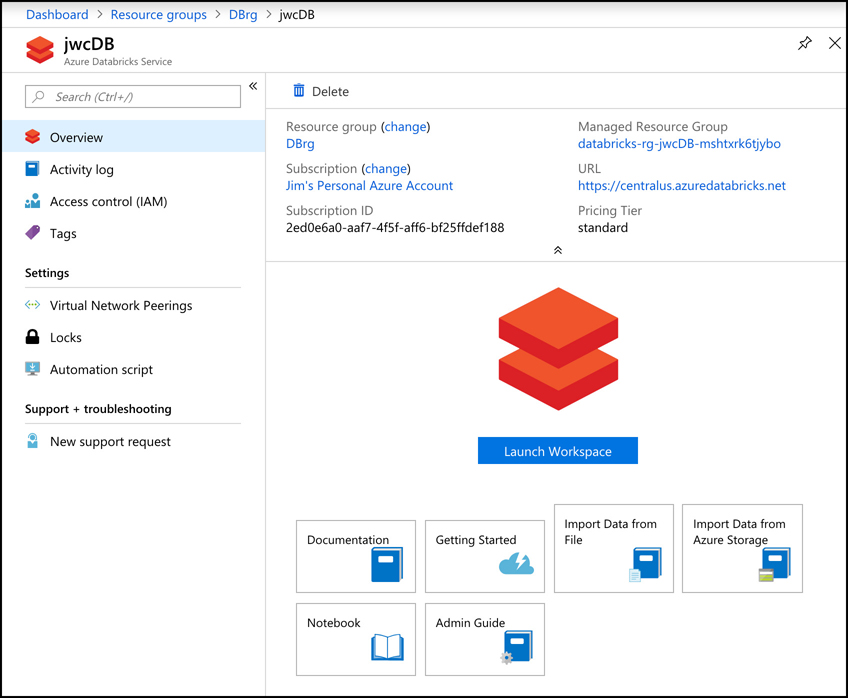 Dashboard > Resource groups > DBrg > jwcDB
jwcDB
Azure Databricks Service
Search (Ctrl+/)
«
Overview
Activity log
Access control (IAM)
Tags
Settings
Virtual Network Peerings
Locks
Automation script
Support + troubleshooting
New support request
Delete
Resource group (change)
DBrg
Subscription (change)
Jim's Personal Azure Account
Subscription ID
2ed0e6a0-aaf7-4f5f-aff6-bf25ffdef188
Managed Resource Group
databricks-rg-jwcDB-mshtxrk6tjybo
URL
https://centralus.azuredatabricks.net
Pricing Tier
standard
Launch Workspace
Documentation
Getting Started
Import Data from
File
Import Data from
Azure Storage
Notebook
Admin Guide